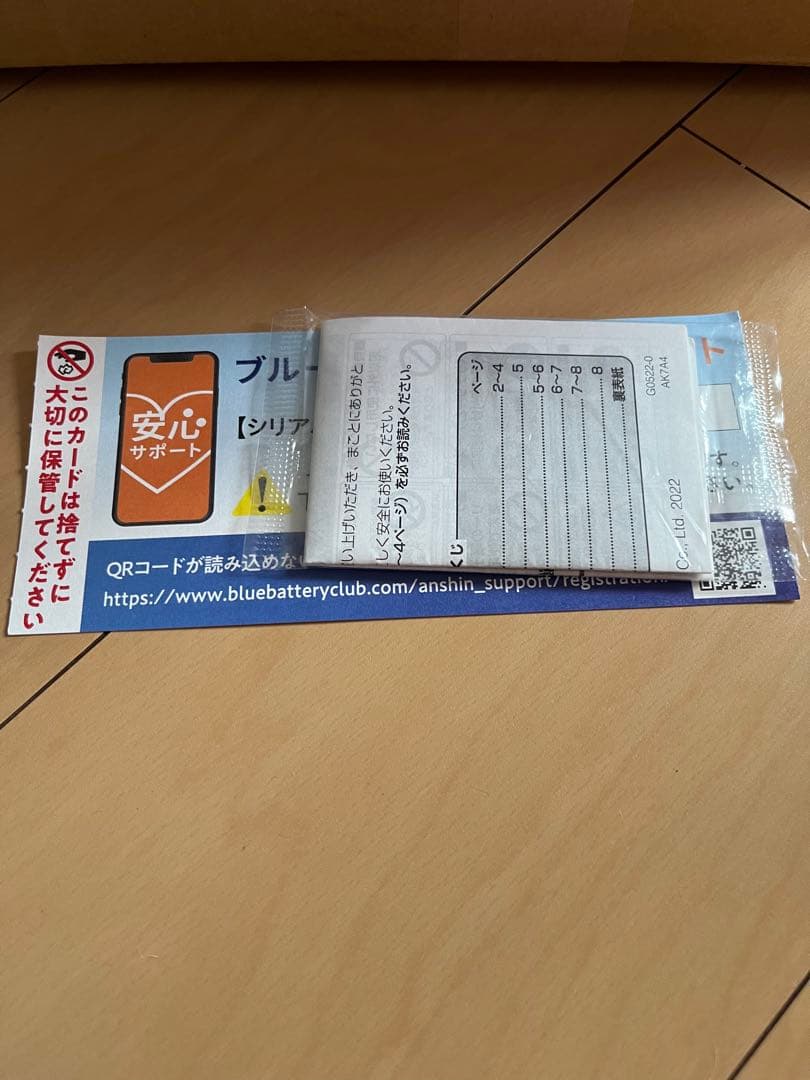 このカードは捨てずに
大切に保管してください
安心
サポート
ブルー
【シリア
QRコードが読み込めない
https://www.bluebatteryclub.com/anshin_support/registration/
い上げいただき、まことにありがと
しく安全にお使いください。
~4ページ）を必ずお読みください。
くじ
ページ
2~4
5
5~6
6~7
7~8
8
裏表紙
G0522-0
AK7A4
Co., Ltd. 2022